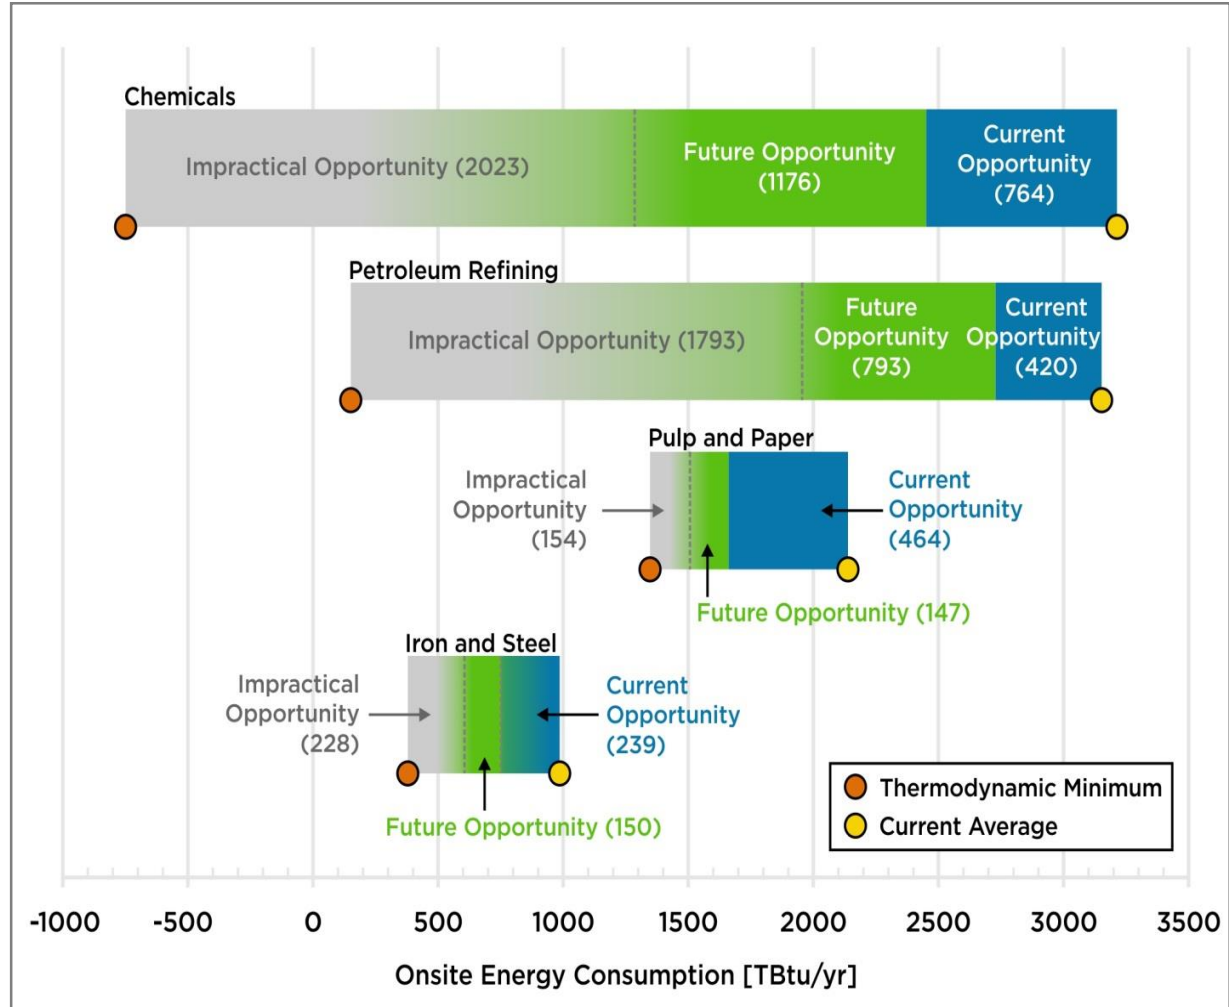 Chemicals
Impractical Opportunity (2023)
Future Opportunity
(1176)
Current
Opportunity
(764)
Petroleum Refining
Impractical Opportunity (1793)
Future
Opportunity
(793)
Current
Opportunity
(420)
Pulp and Paper
Impractical
Opportunity
(154)
Current
Opportunity
(464)
Future Opportunity (147)
Iron and Steel
Impractical
Opportunity
(228)
Current
Opportunity
(239)
Future Opportunity (150)
Thermodynamic Minimum
Current Average
-1000 -500 0 500 1000 1500 2000 2500 3000 3500
Onsite Energy Consumption [TBtu/yr]